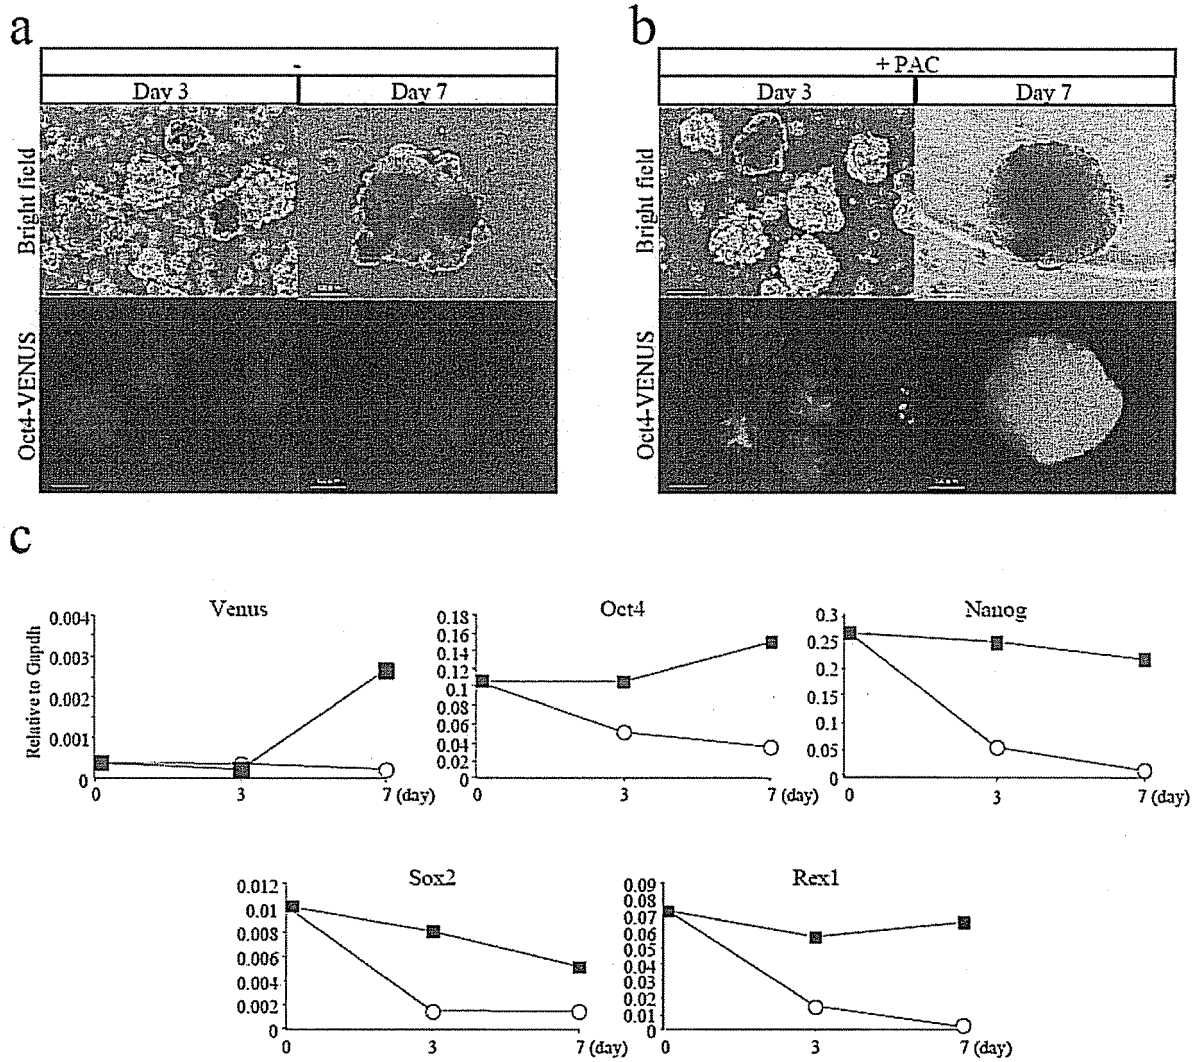 a
b
-
+ PAC
Day 3
Day 7
Day 3
Day 7
Bright field
Oct4-VENUS
Bright field
Oct4-VENUS
c
Venus
Oct4
Nanog
Relative to Gapdh
0.004
0.003
0.002
0.001
0
0
3
7 (day)
0.18
0.16
0.14
0.12
0.1
0.08
0.06
0.04
0.02
0
0
3
7 (day)
0.3
0.25
0.2
0.15
0.1
0.05
0
0
3
7 (day)
Sox2
Rex1
0.012
0.01
0.008
0.006
0.004
0.002
0
0
3
7 (day)
0.09
0.08
0.07
0.06
0.05
0.04
0.03
0.02
0.01
0
0
3
7 (day)